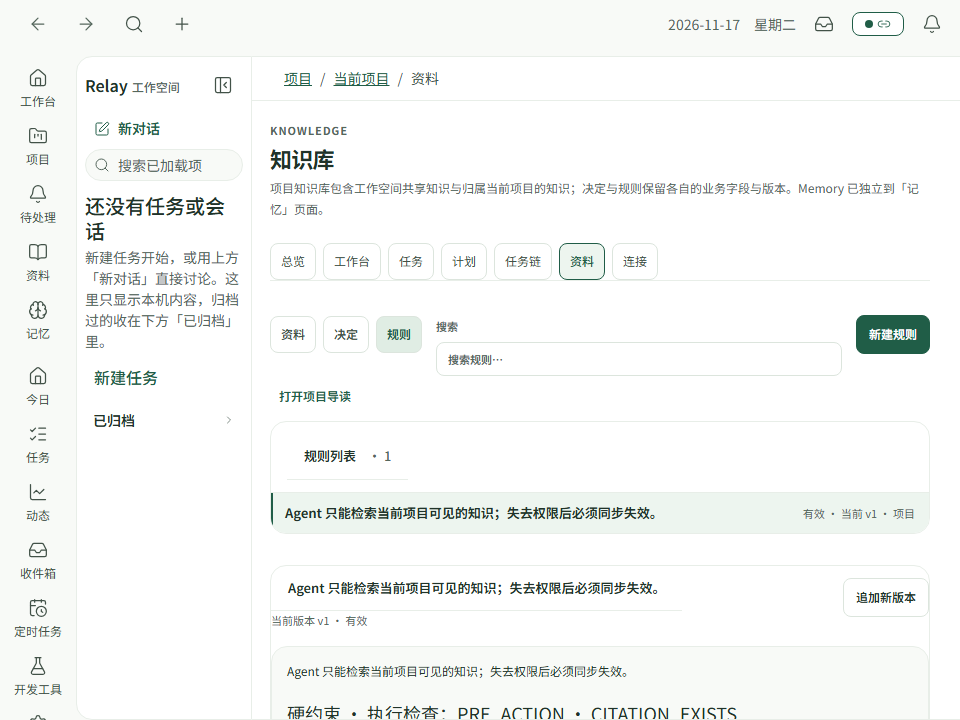 2026-11-17 星期二
工作台
项目
待处理
资料
记忆
今日
任务
动态
收件箱
定时任务
开发工具
Relay 工作空间
新对话
搜索已加载项
还没有任务或会
话
新建任务开始，或用上方
「新对话」直接讨论。这
里只显示本机内容，归档
过的收在下方「已归档」
里。
新建任务
已归档
项目 / 当前项目 / 资料
KNOWLEDGE
知识库
项目知识库包含工作空间共享知识与归属当前项目的知识；决定与规则保留各自的业务字段与版本。Memory 已独立到「记
忆」页面。
总览 工作台 任务 计划 任务链 资料 连接
资料 决定 规则
搜索
搜索规则…
新建规则
打开项目导读
规则列表 · 1
Agent 只能检索当前项目可见的知识；失去权限后必须同步失效。
有效 · 当前 v1 · 项目
Agent 只能检索当前项目可见的知识；失去权限后必须同步失效。
追加新版本
当前版本 v1 · 有效
Agent 只能检索当前项目可见的知识；失去权限后必须同步失效。
硬约束 · 执行检查：PRE_ACTION · CITATION_EXISTS